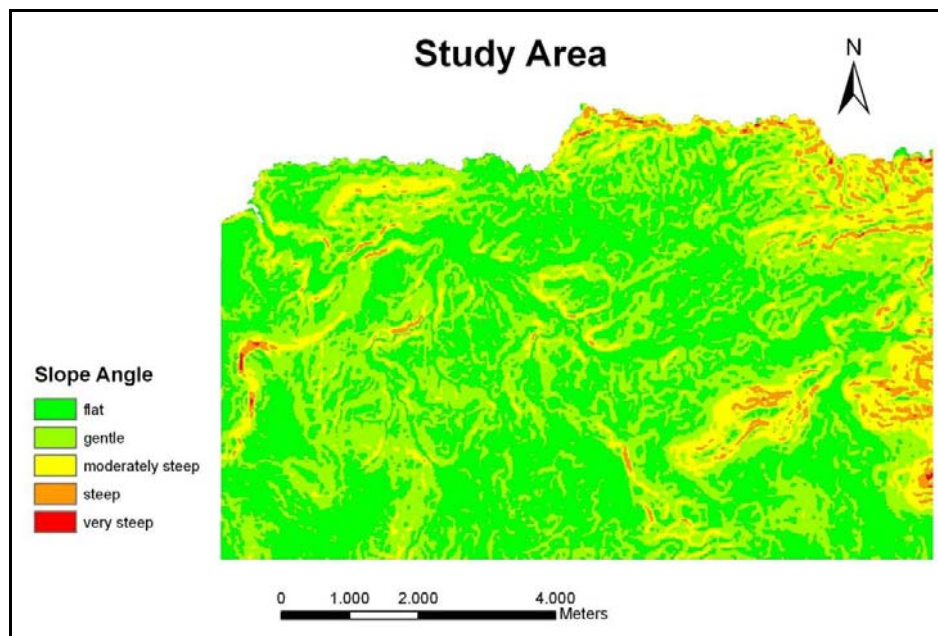 Study Area
N
Slope Angle
flat
gentle
moderately steep
steep
very steep
0 1.000 2.000 4.000
Meters